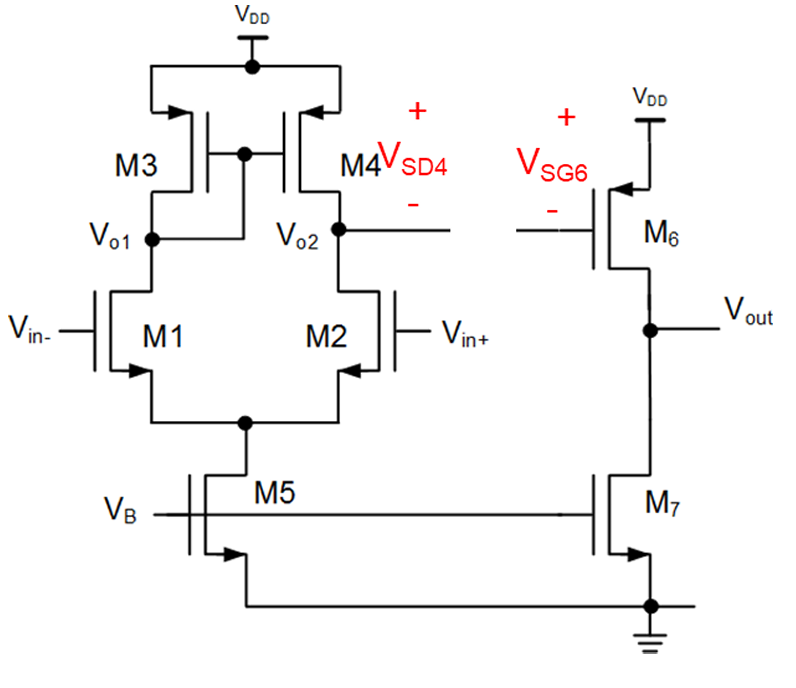 VDD
+
VDD
+
M3
M4
VSD4
VSG6
-
-
Vo1
Vo2
M6
Vin-
M1
M2
Vin+
Vout
VB
M5
M7